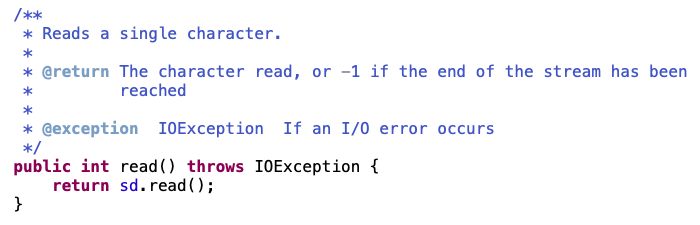 /**
 * Reads a single character.
 *
 * @return The character read, or −1 if the end of the stream has been
 *         reached
 *
 * @exception  IOException  If an I/O error occurs
 */
public int read() throws IOException {
    return sd.read();
}